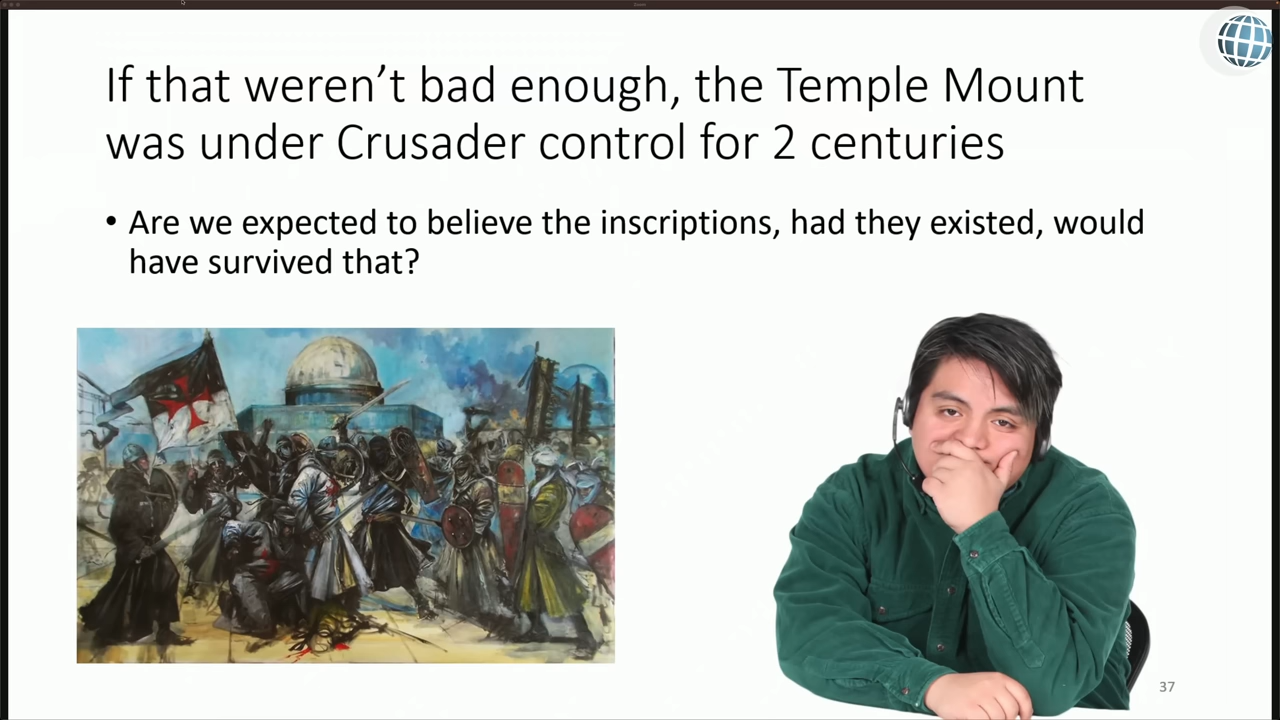 If that weren’t bad enough, the Temple Mount
was under Crusader control for 2 centuries
• Are we expected to believe the inscriptions, had they existed, would
have survived that?
37